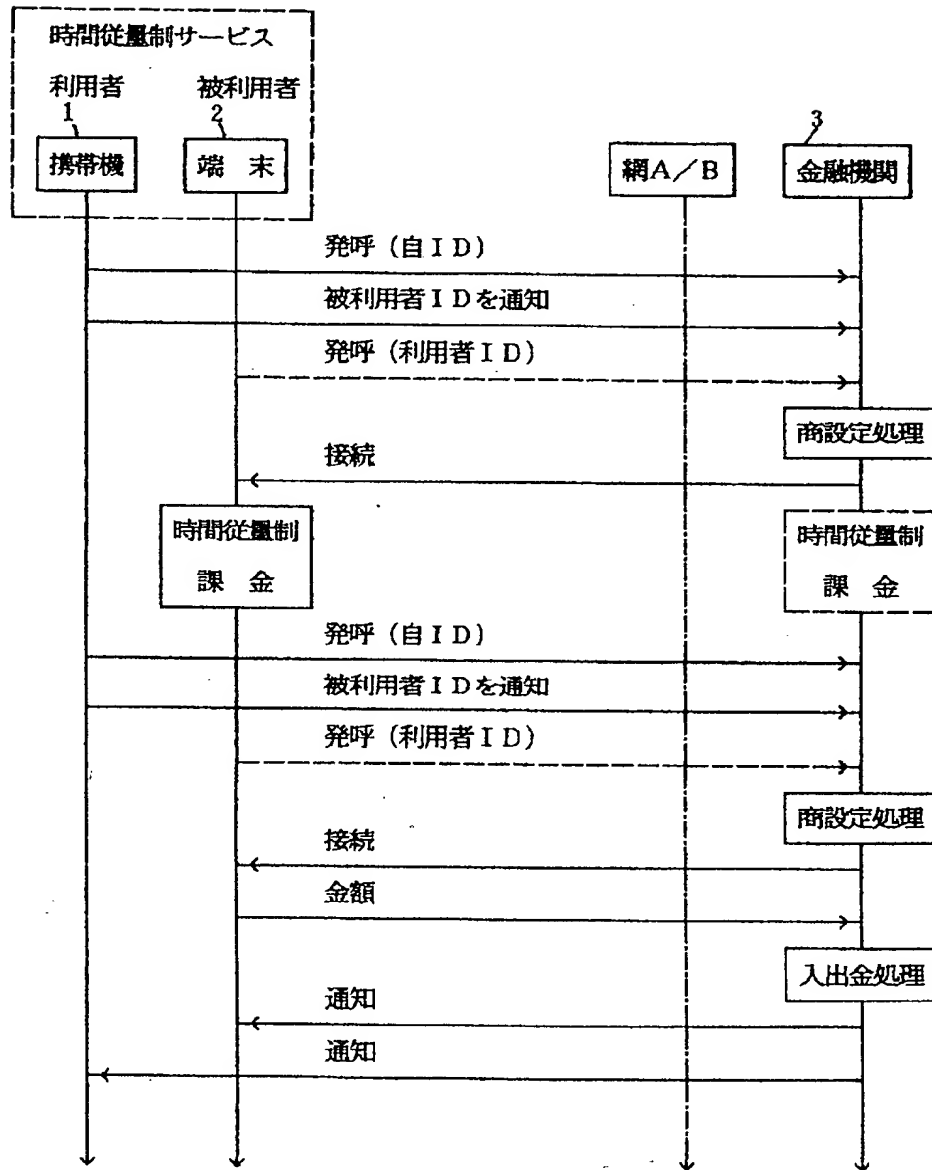 時間従量制サービス
利用者 被利用者
1 2 3
携帯機 端 末 網A/B 金融機関
発呼(自ID)
被利用者IDを通知
発呼(利用者ID)
商設定処理
接続
時間従量制
課 金
時間従量制
課 金
発呼(自ID)
被利用者IDを通知
発呼(利用者ID)
商設定処理
接続
金額
入出金処理
通知
通知